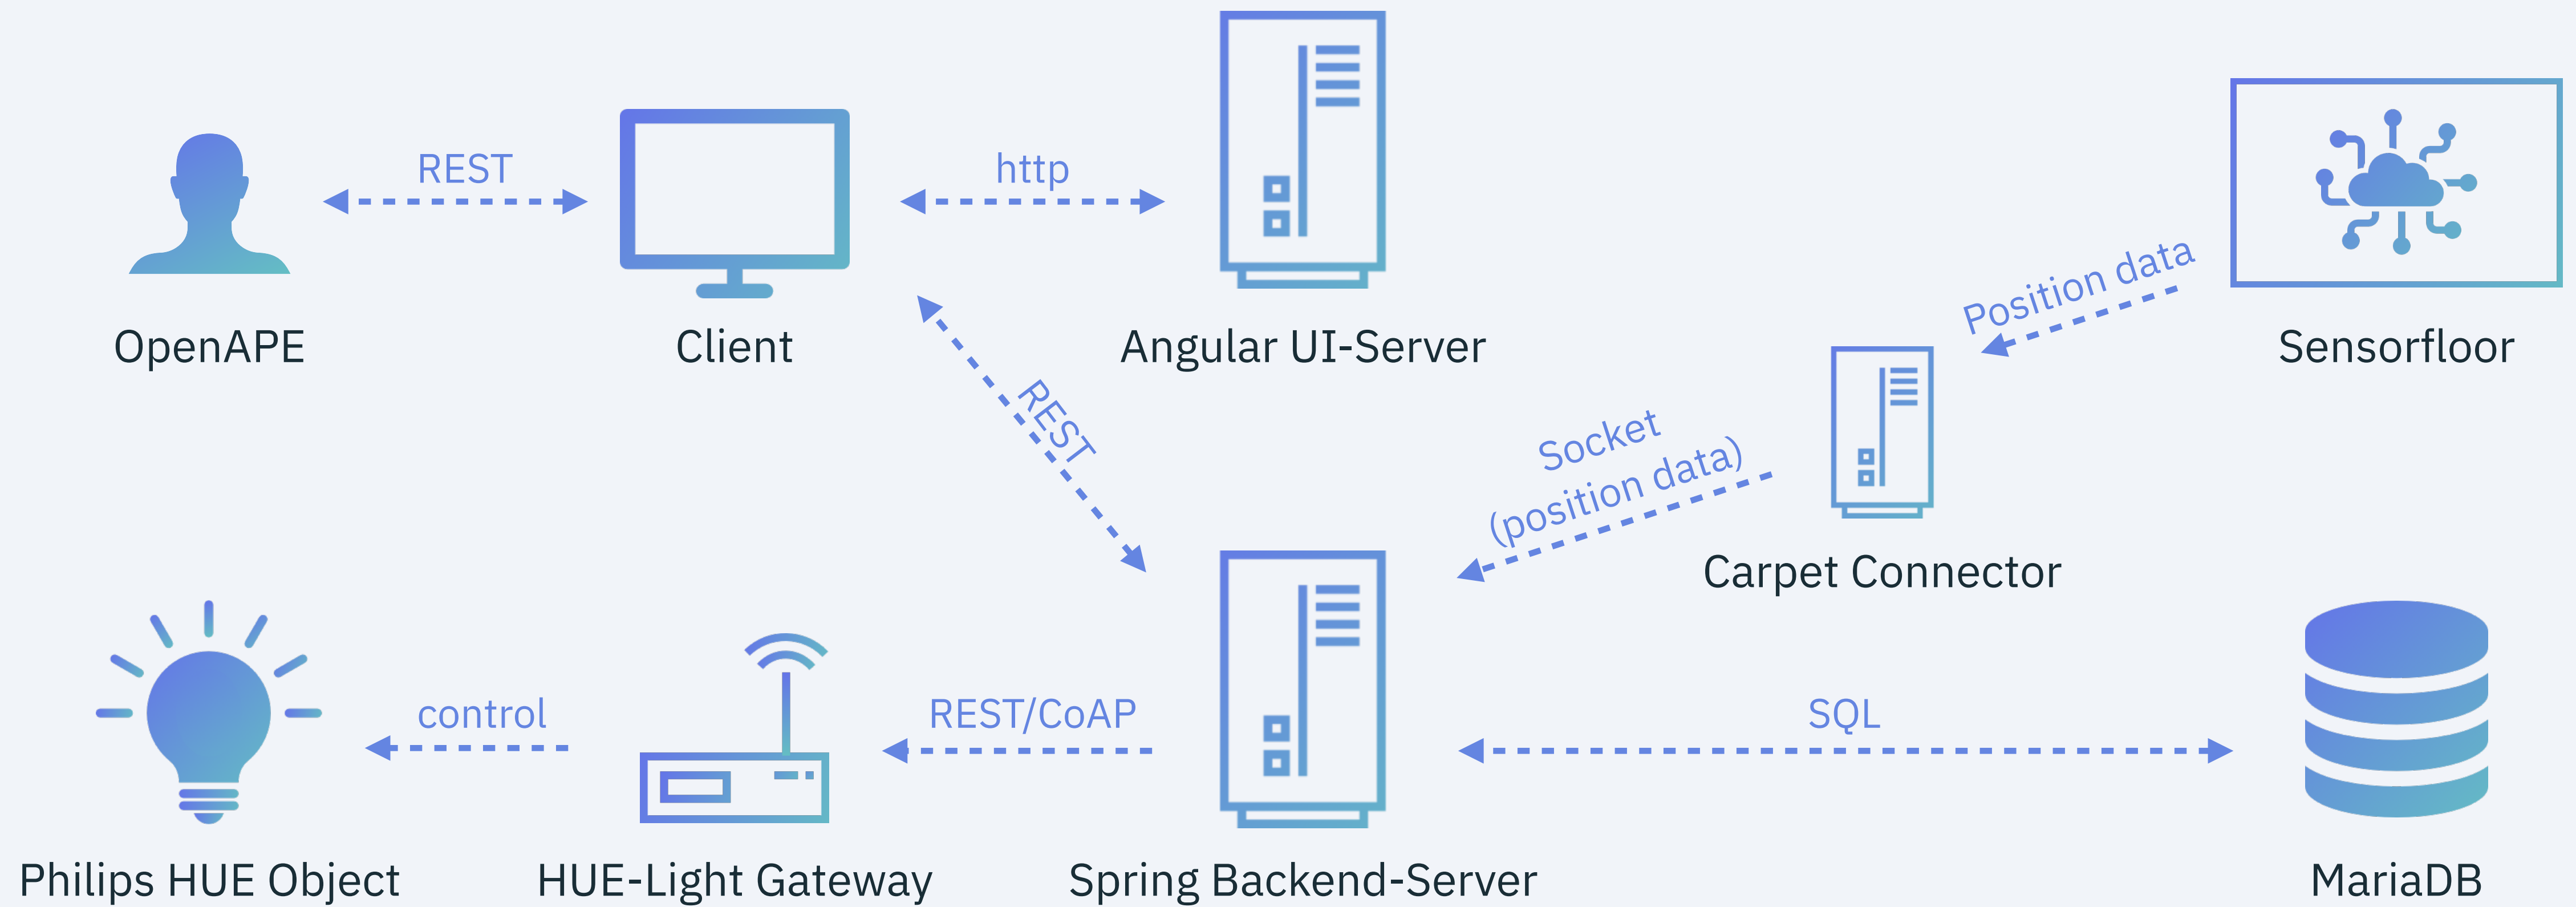 REST
http
OpenAPE
Client
Angular UI-Server
Position data
Sensorfloor
REST
Socket
(position data)
Carpet Connector
control
REST/CoAP
SQL
Philips HUE Object
HUE-Light Gateway
Spring Backend-Server
MariaDB